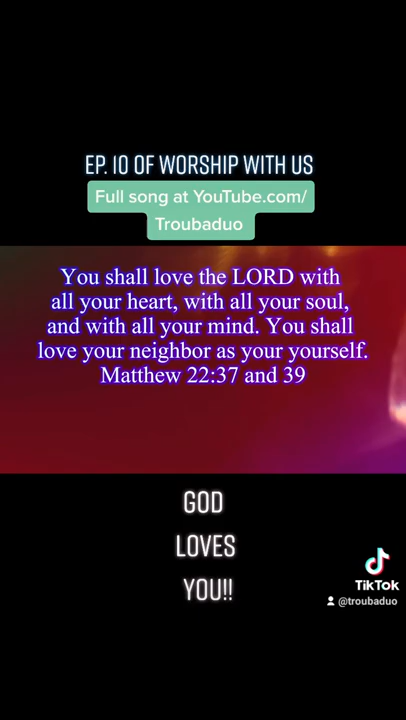 EP. 10 OF WORSHIP WITH US
Full song at YouTube.com/
Troubaduo
You shall love the LORD with
all your heart, with all your soul,
and with all your mind. You shall
love your neighbor as your yourself.
Matthew 22:37 and 39
GOD
LOVES
YOU!!
TikTok
@troubaduo